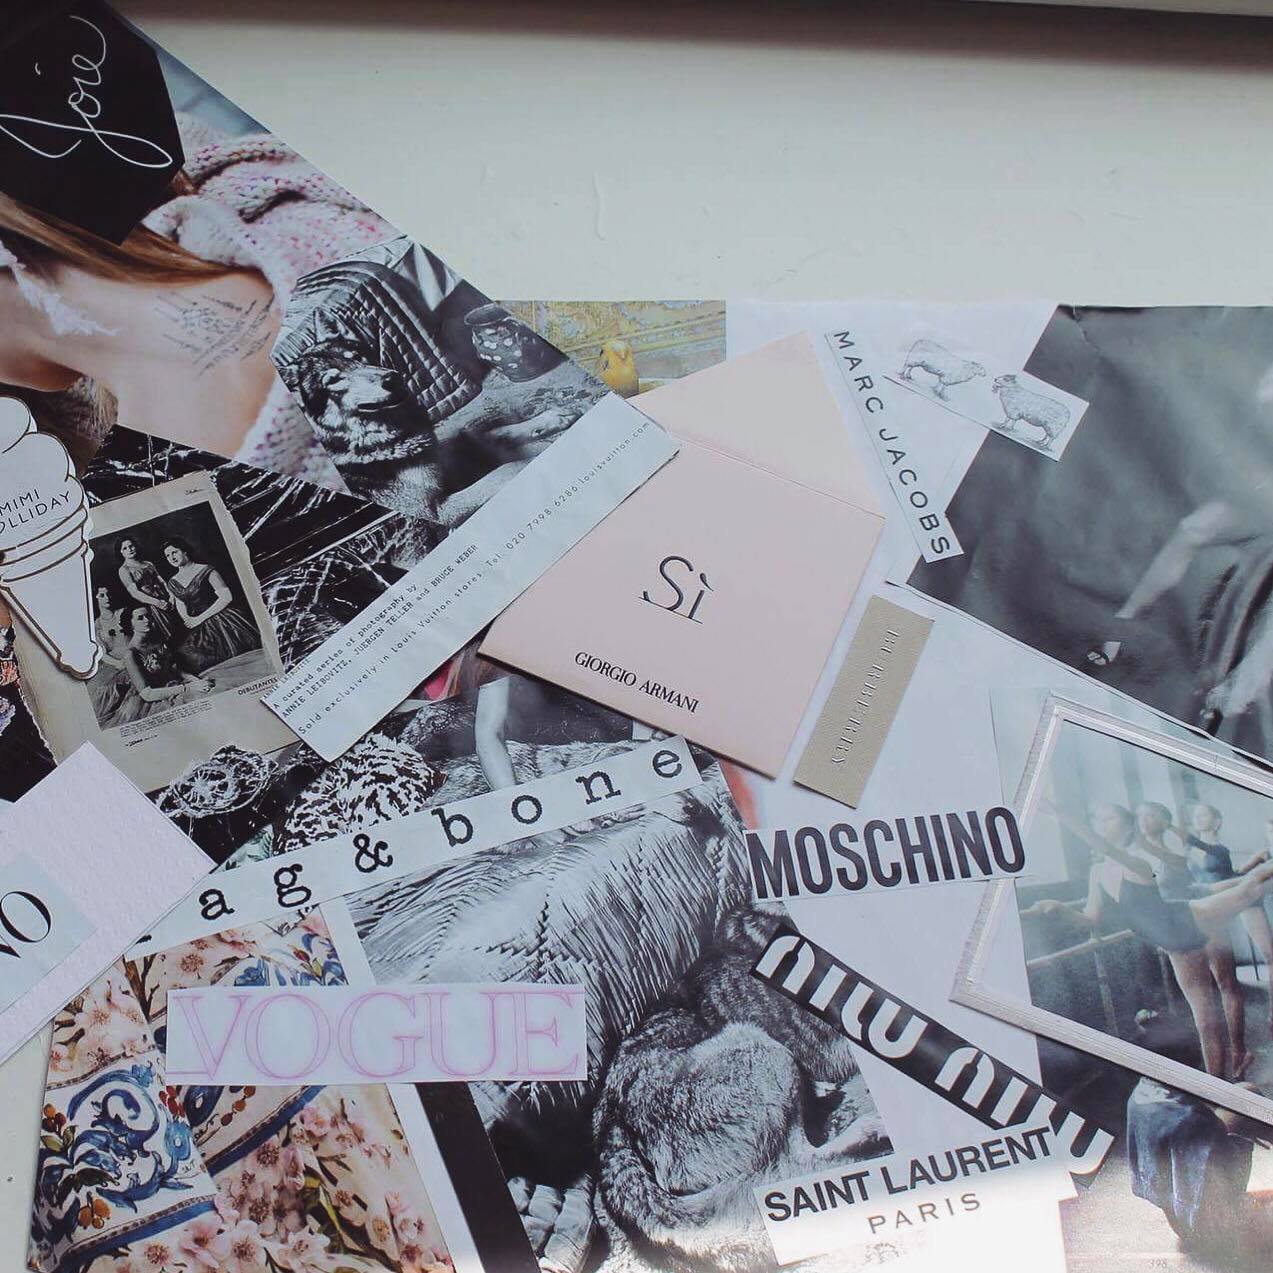 Joie
MARC JACOBS
MIMI
HOLLIDAY
A curated series of photography by
ANNIE LEIBOVITZ, JUERGEN TELLER and BRUCE WEBER
Sold exclusively in Louis Vuitton stores. Tel. 020 7998 6286 louisvuitton.com
Sì
GIORGIO ARMANI
BURBERRY
DEBUTANTES
ag&bone
MOSCHINO
NO
VOGUE
miu miu
SAINT LAURENT
PARIS
398